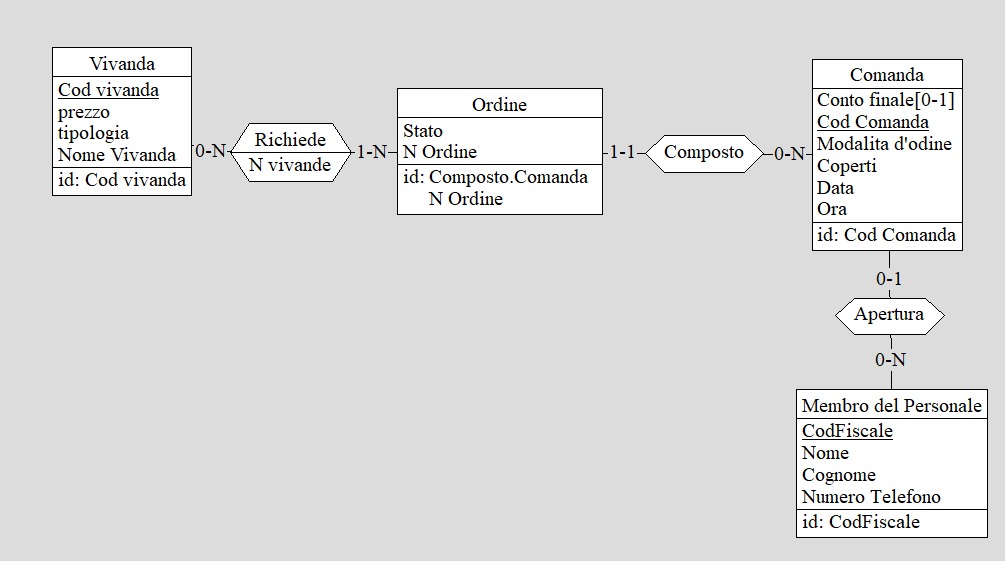 Vivanda
Cod vivanda
prezzo
tipologia
Nome Vivanda
id: Cod vivanda
0-N
Richiede
N vivande
1-N
Ordine
Stato
N Ordine
id: Composto.Comanda
N Ordine
1-1
Composto
0-N
Comanda
Conto finale[0-1]
Cod Comanda
Modalita d'odine
Coperti
Data
Ora
id: Cod Comanda
0-1
Apertura
0-N
Membro del Personale
CodFiscale
Nome
Cognome
Numero Telefono
id: CodFiscale